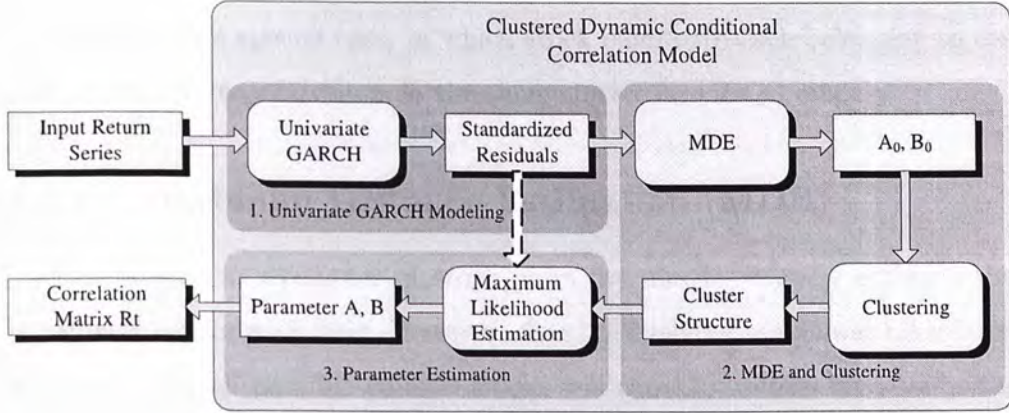 Clustered Dynamic Conditional
Correlation Model
Input Return
Series
Univariate
GARCH
Standardized
Residuals
MDE
A₀, B₀
1. Univariate GARCH Modeling
Correlation
Matrix Rt
Parameter A, B
Maximum
Likelihood
Estimation
Cluster
Structure
Clustering
3. Parameter Estimation
2. MDE and Clustering